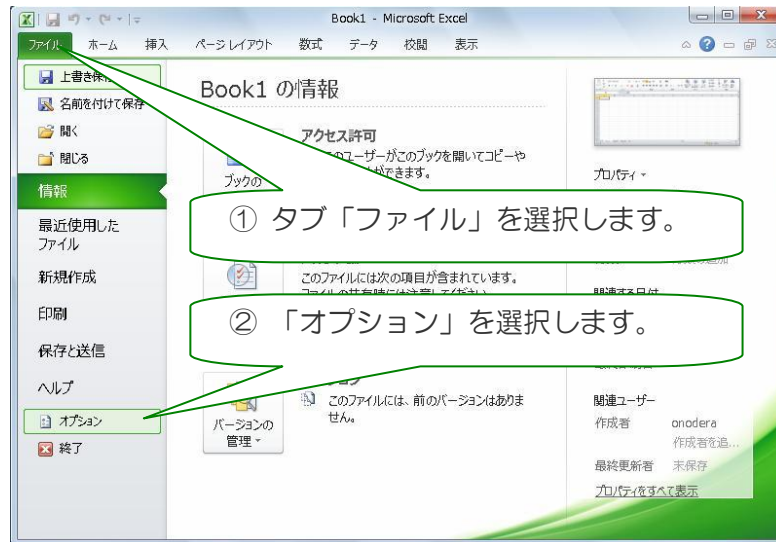 Book1 - Microsoft Excel
ファイル ホーム 挿入 ページ レイアウト 数式 データ 校閲 表示
上書き保
名前を付けて保存
開く
閉じる
情報
最近使用した
ファイル
新規作成
印刷
保存と送信
ヘルプ
オプション
終了
Book1 の情報
アクセス許可
のユーザーがこのブックを開いてコピーや
できます。
ブックの
① タブ「ファイル」を選択します。
このファイルには次の項目が含まれています。
② 「オプション」を選択します。
このファイルには、前のバージョンはありま
せん。
バージョンの
管理
プロパティ
関連する日付
関連ユーザー
作成者 onodera
作成者を追...
最終更新者 未保存
プロパティをすべて表示